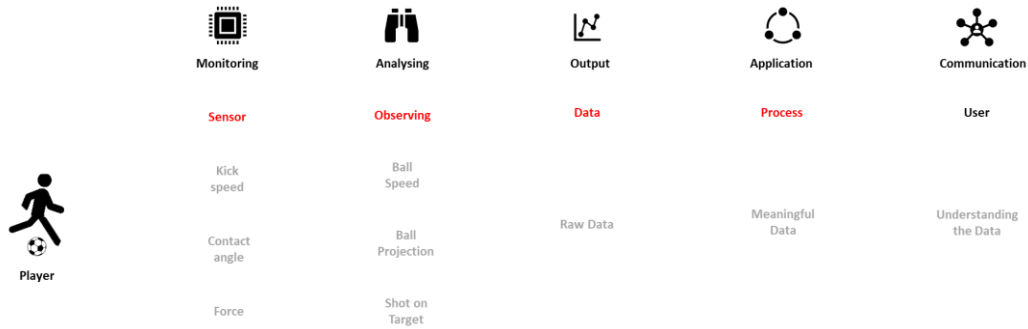 Monitoring
Analysing
Output
Application
Communication
Sensor
Observing
Data
Process
User
Kick
speed
Ball
Speed
Contact
angle
Ball
Projection
Raw Data
Meaningful
Data
Understanding
the Data
Player
Force
Shot on
Target